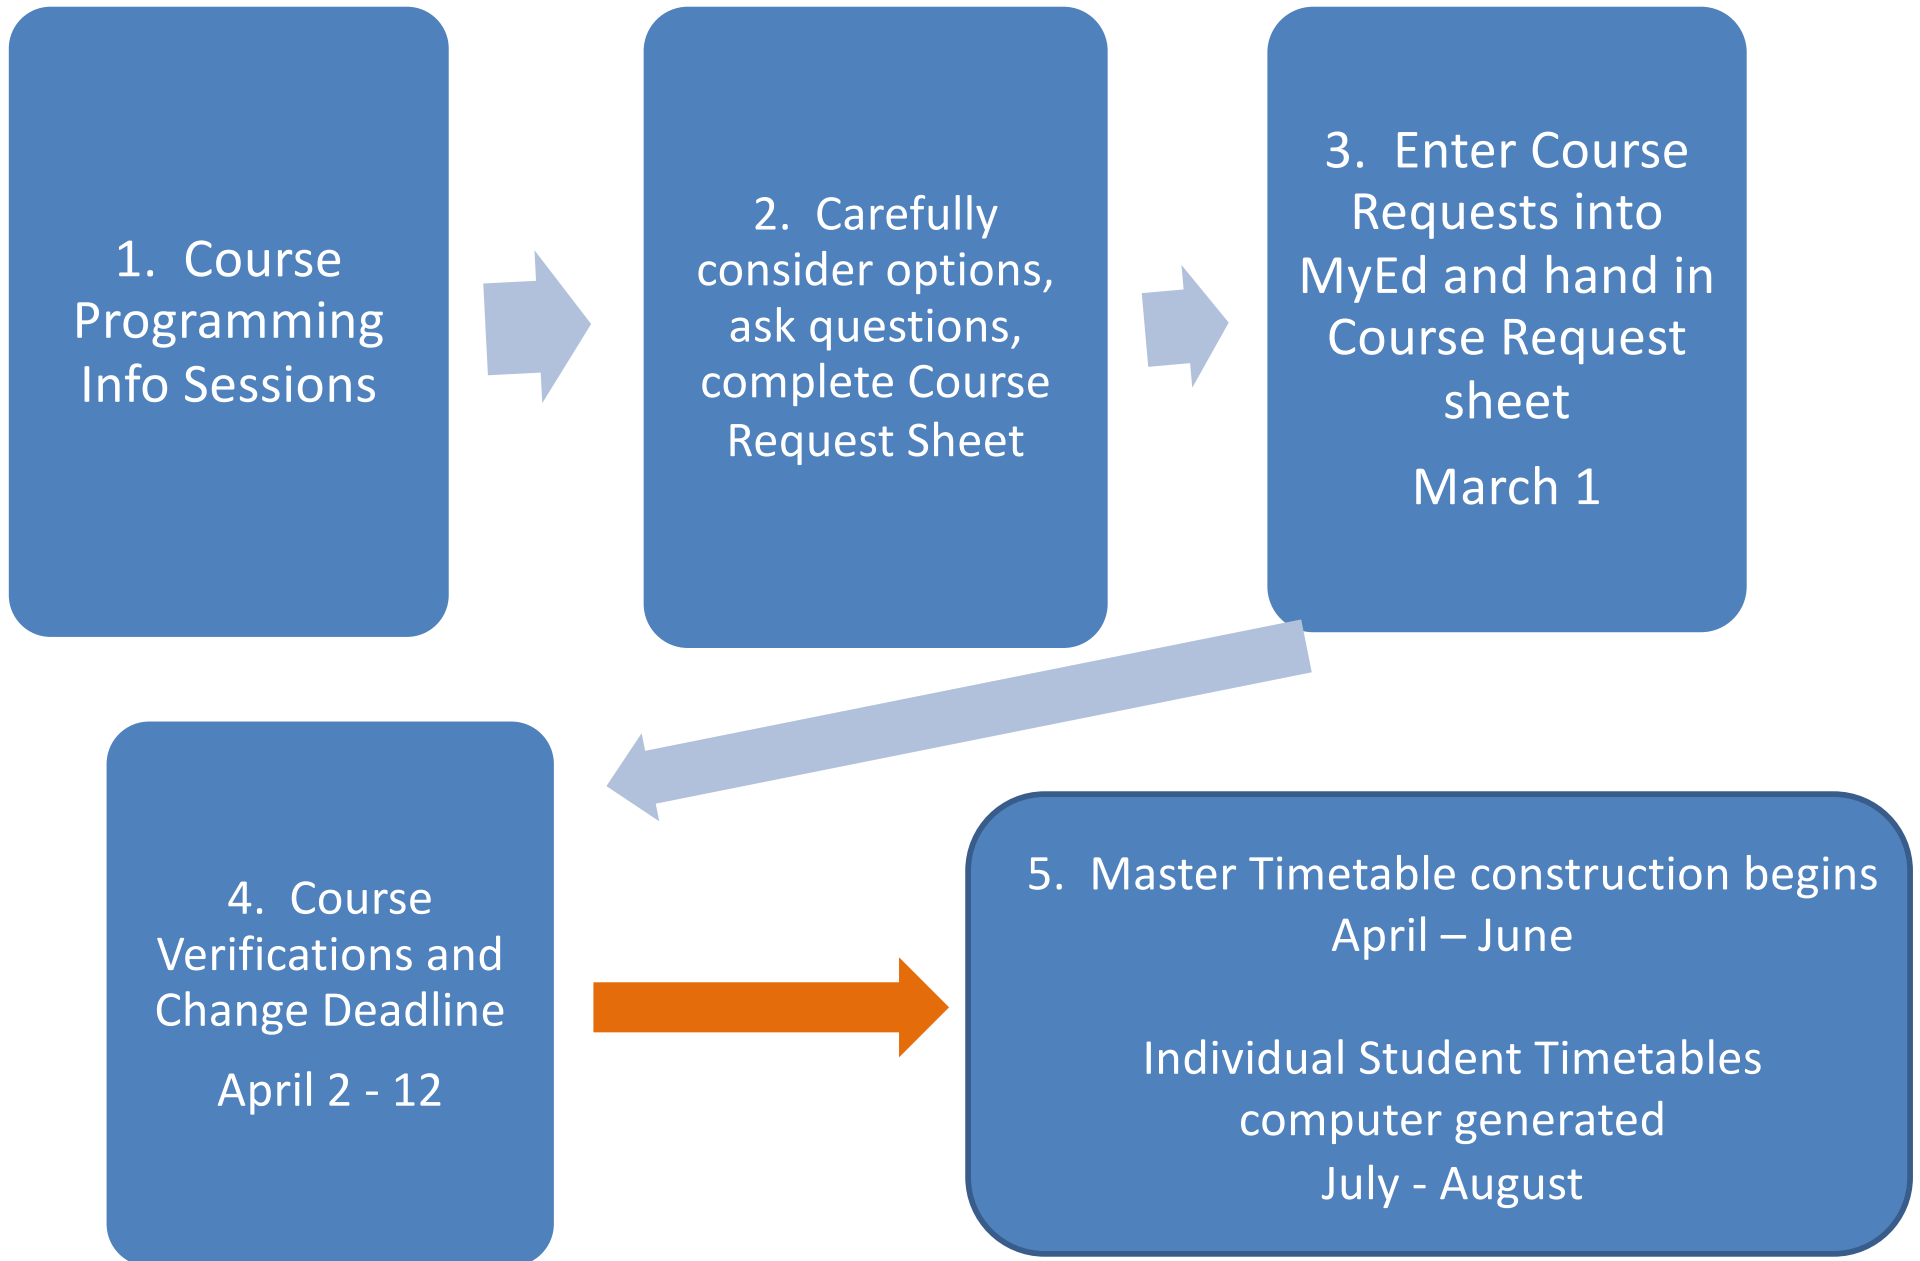 1. Course
Programming
Info Sessions
2. Carefully
consider options,
ask questions,
complete Course
Request Sheet
3. Enter Course
Requests into
MyEd and hand in
Course Request
sheet
March 1
4. Course
Verifications and
Change Deadline
April 2 - 12
5. Master Timetable construction begins
April – June
Individual Student Timetables
computer generated
July - August